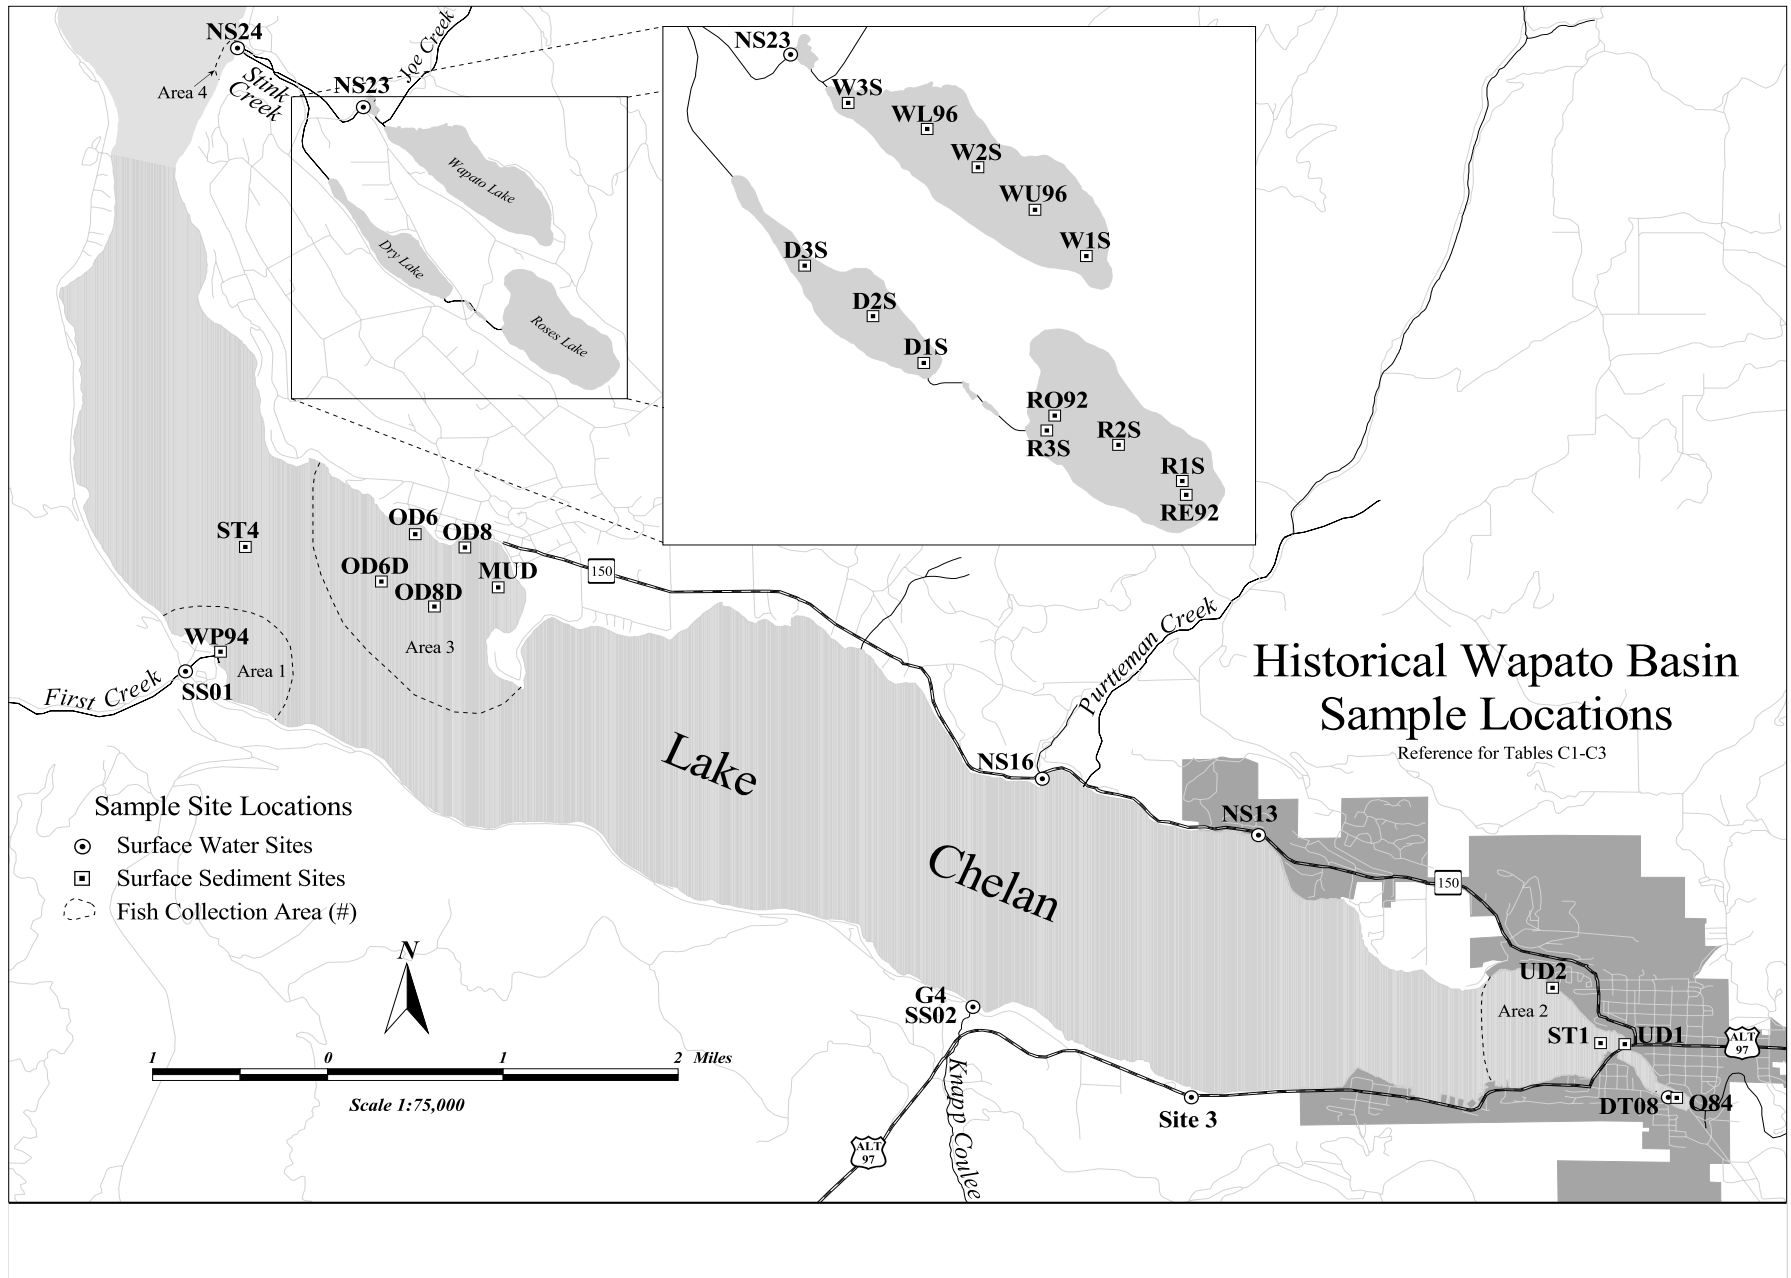 NS24
Joe Creek
Area 4
Stink
Creek
NS23
Wapato Lake
Dry Lake
Roses Lake
NS23
W3S
WL96
W2S
WU96
W1S
D3S
D2S
D1S
RO92
R3S
R2S
R1S
RE92
ST4
OD6
OD8
OD6D
OD8D
MUD
150
WP94
Area 3
Area 1
SS01
First Creek
Purtteman Creek
Historical Wapato Basin
Sample Locations
Reference for Tables C1-C3
Lake
Chelan
NS16
NS13
150
Sample Site Locations
Surface Water Sites
Surface Sediment Sites
Fish Collection Area (#)
N
1 0 1 2 Miles
Scale 1:75,000
G4
SS02
Knapp Coulee
ALT
97
Site 3
UD2
Area 2
ST1
UD1
ALT
97
DT08
O84